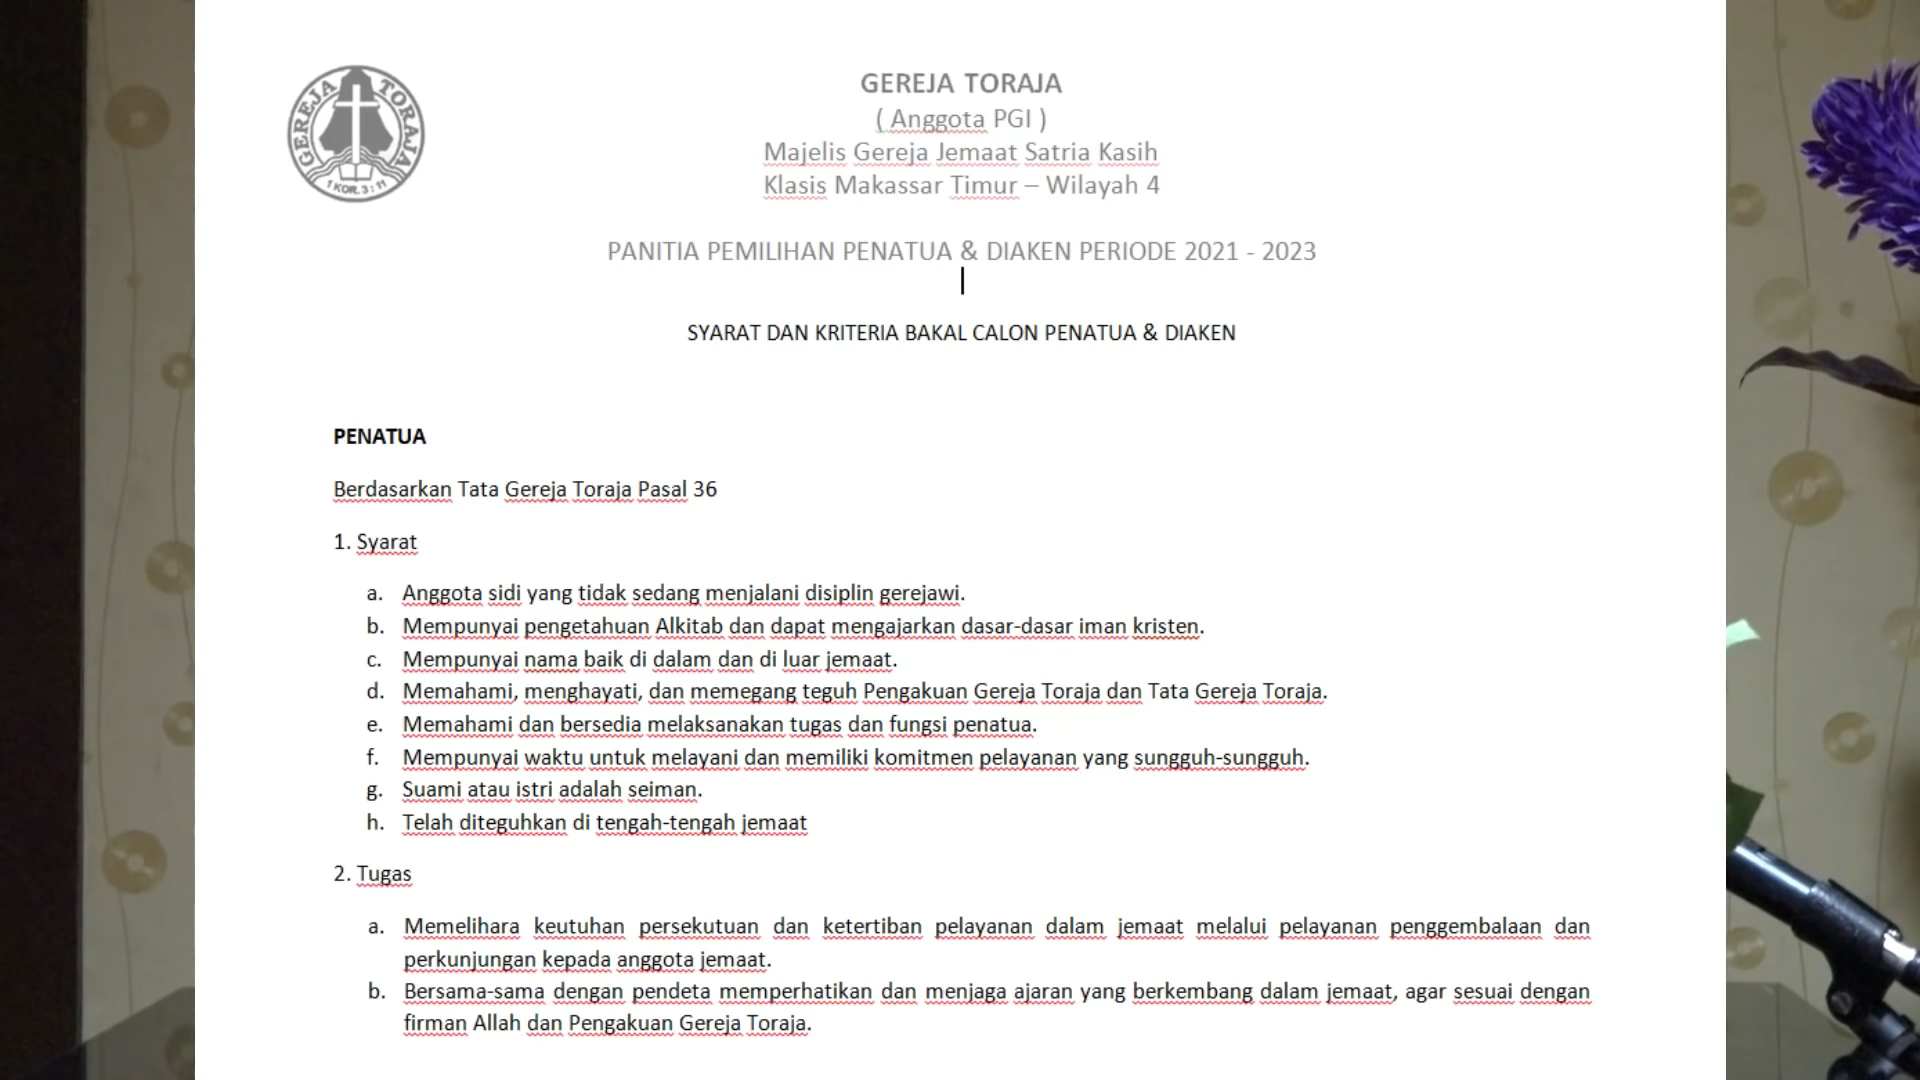 GEREJA TORAJA
1 KOR. 3 : 11
GEREJA TORAJA
( Anggota PGI )
Majelis Gereja Jemaat Satria Kasih
Klasis Makassar Timur – Wilayah 4
PANITIA PEMILIHAN PENATUA & DIAKEN PERIODE 2021 - 2023
SYARAT DAN KRITERIA BAKAL CALON PENATUA & DIAKEN
PENATUA
Berdasarkan Tata Gereja Toraja Pasal 36
1. Syarat
a. Anggota sidi yang tidak sedang menjalani disiplin gerejawi.
b. Mempunyai pengetahuan Alkitab dan dapat mengajarkan dasar-dasar iman kristen.
c. Mempunyai nama baik di dalam dan di luar jemaat.
d. Memahami, menghayati, dan memegang teguh Pengakuan Gereja Toraja dan Tata Gereja Toraja.
e. Memahami dan bersedia melaksanakan tugas dan fungsi penatua.
f. Mempunyai waktu untuk melayani dan memiliki komitmen pelayanan yang sungguh-sungguh.
g. Suami atau istri adalah seiman.
h. Telah diteguhkan di tengah-tengah jemaat
2. Tugas
a. Memelihara keutuhan persekutuan dan ketertiban pelayanan dalam jemaat melalui pelayanan penggembalaan dan
perkunjungan kepada anggota jemaat.
b. Bersama-sama dengan pendeta memperhatikan dan menjaga ajaran yang berkembang dalam jemaat, agar sesuai dengan
firman Allah dan Pengakuan Gereja Toraja.